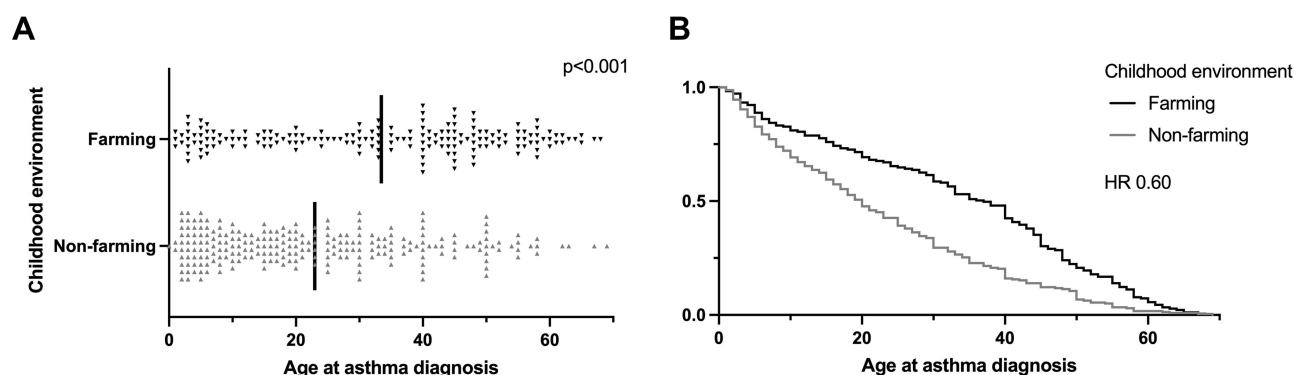 A
p<0.001
Childhood environment
Farming
Non-farming
0
20
40
60
Age at asthma diagnosis
B
Childhood environment
Farming
Non-farming
HR 0.60
1.0
0.5
0.0
0
20
40
60
Age at asthma diagnosis